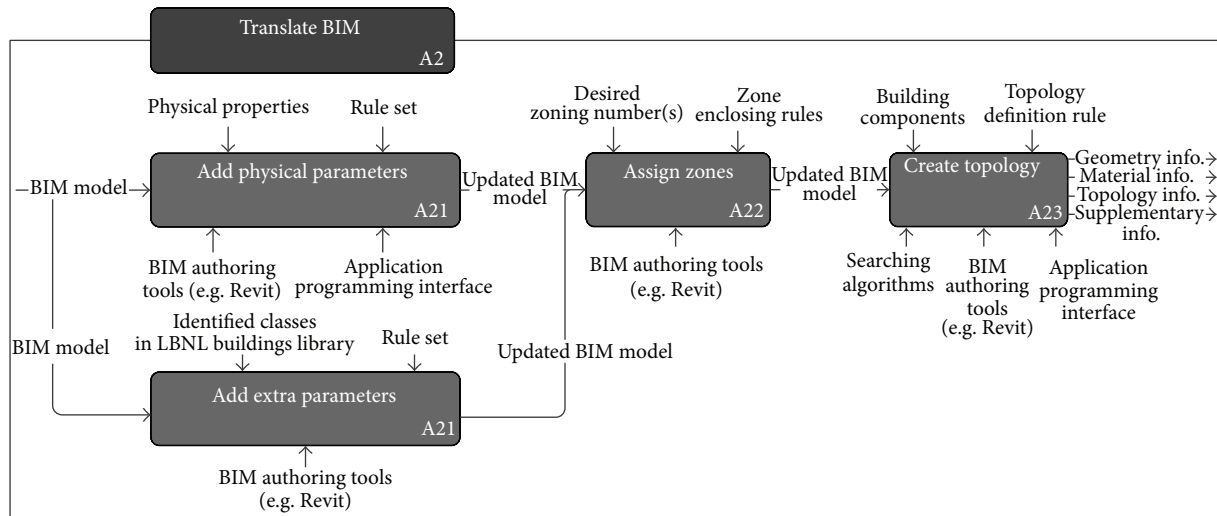 Translate BIM
A2
Physical properties
Rule set
Desired
zoning number(s)
Zone
enclosing rules
Building
components
Topology
definition rule
BIM model
Add physical parameters
A21
Updated BIM
model
Assign zones
A22
Updated BIM
model
Create topology
A23
Geometry info.
Material info.
Topology info.
Supplementary
info.
BIM authoring
tools (e.g. Revit)
Application
programming interface
BIM authoring tools
(e.g. Revit)
Searching
algorithms
BIM
authoring
tools
(e.g. Revit)
Application
programming
interface
BIM model
Identified classes
in LBNL buildings library
Rule set
Updated BIM model
Add extra parameters
A21
BIM authoring tools
(e.g. Revit)